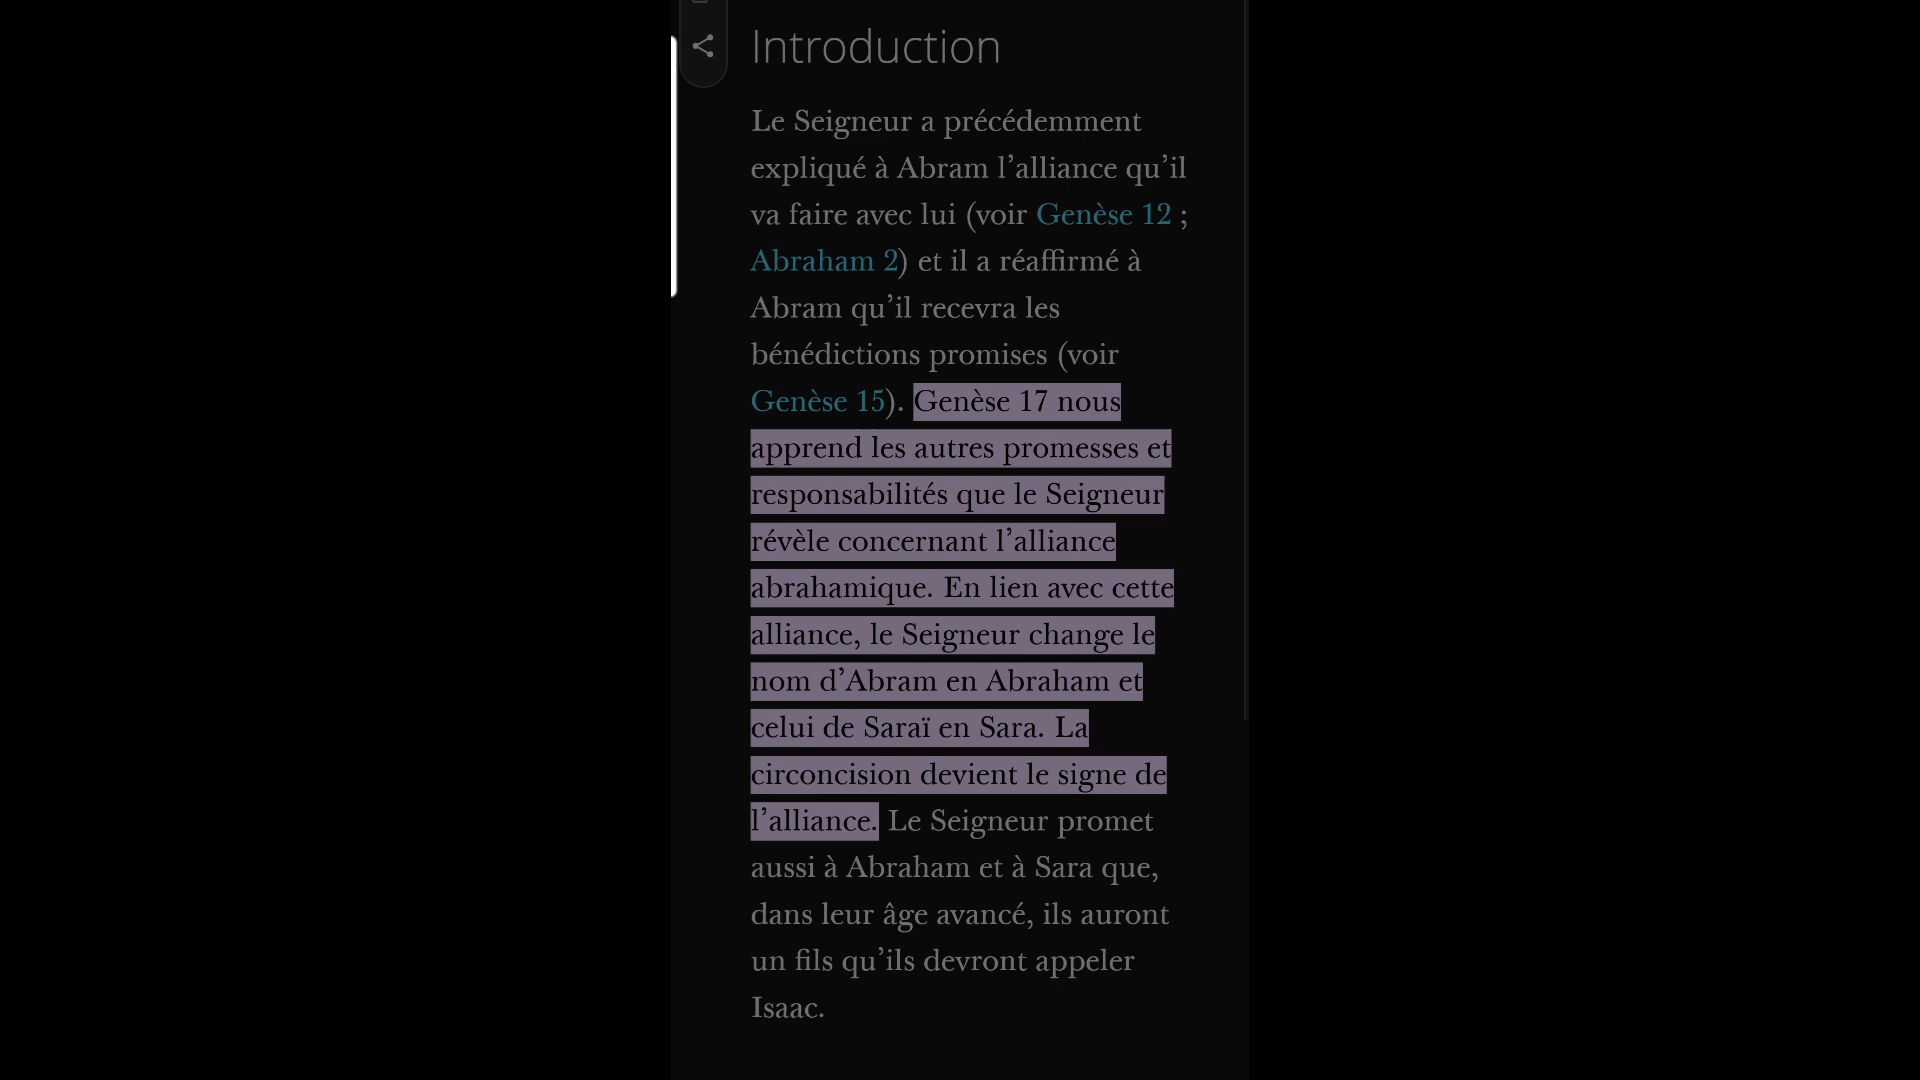 Introduction
Le Seigneur a précédemment
expliqué à Abram l’alliance qu’il
va faire avec lui (voir Genèse 12 ;
Abraham 2) et il a réaffirmé à
Abram qu’il recevra les
bénédictions promises (voir
Genèse 15). Genèse 17 nous
apprend les autres promesses et
responsabilités que le Seigneur
révèle concernant l’alliance
abrahamique. En lien avec cette
alliance, le Seigneur change le
nom d’Abram en Abraham et
celui de Saraï en Sara. La
circoncision devient le signe de
l’alliance. Le Seigneur promet
aussi à Abraham et à Sara que,
dans leur âge avancé, ils auront
un fils qu’ils devront appeler
Isaac.